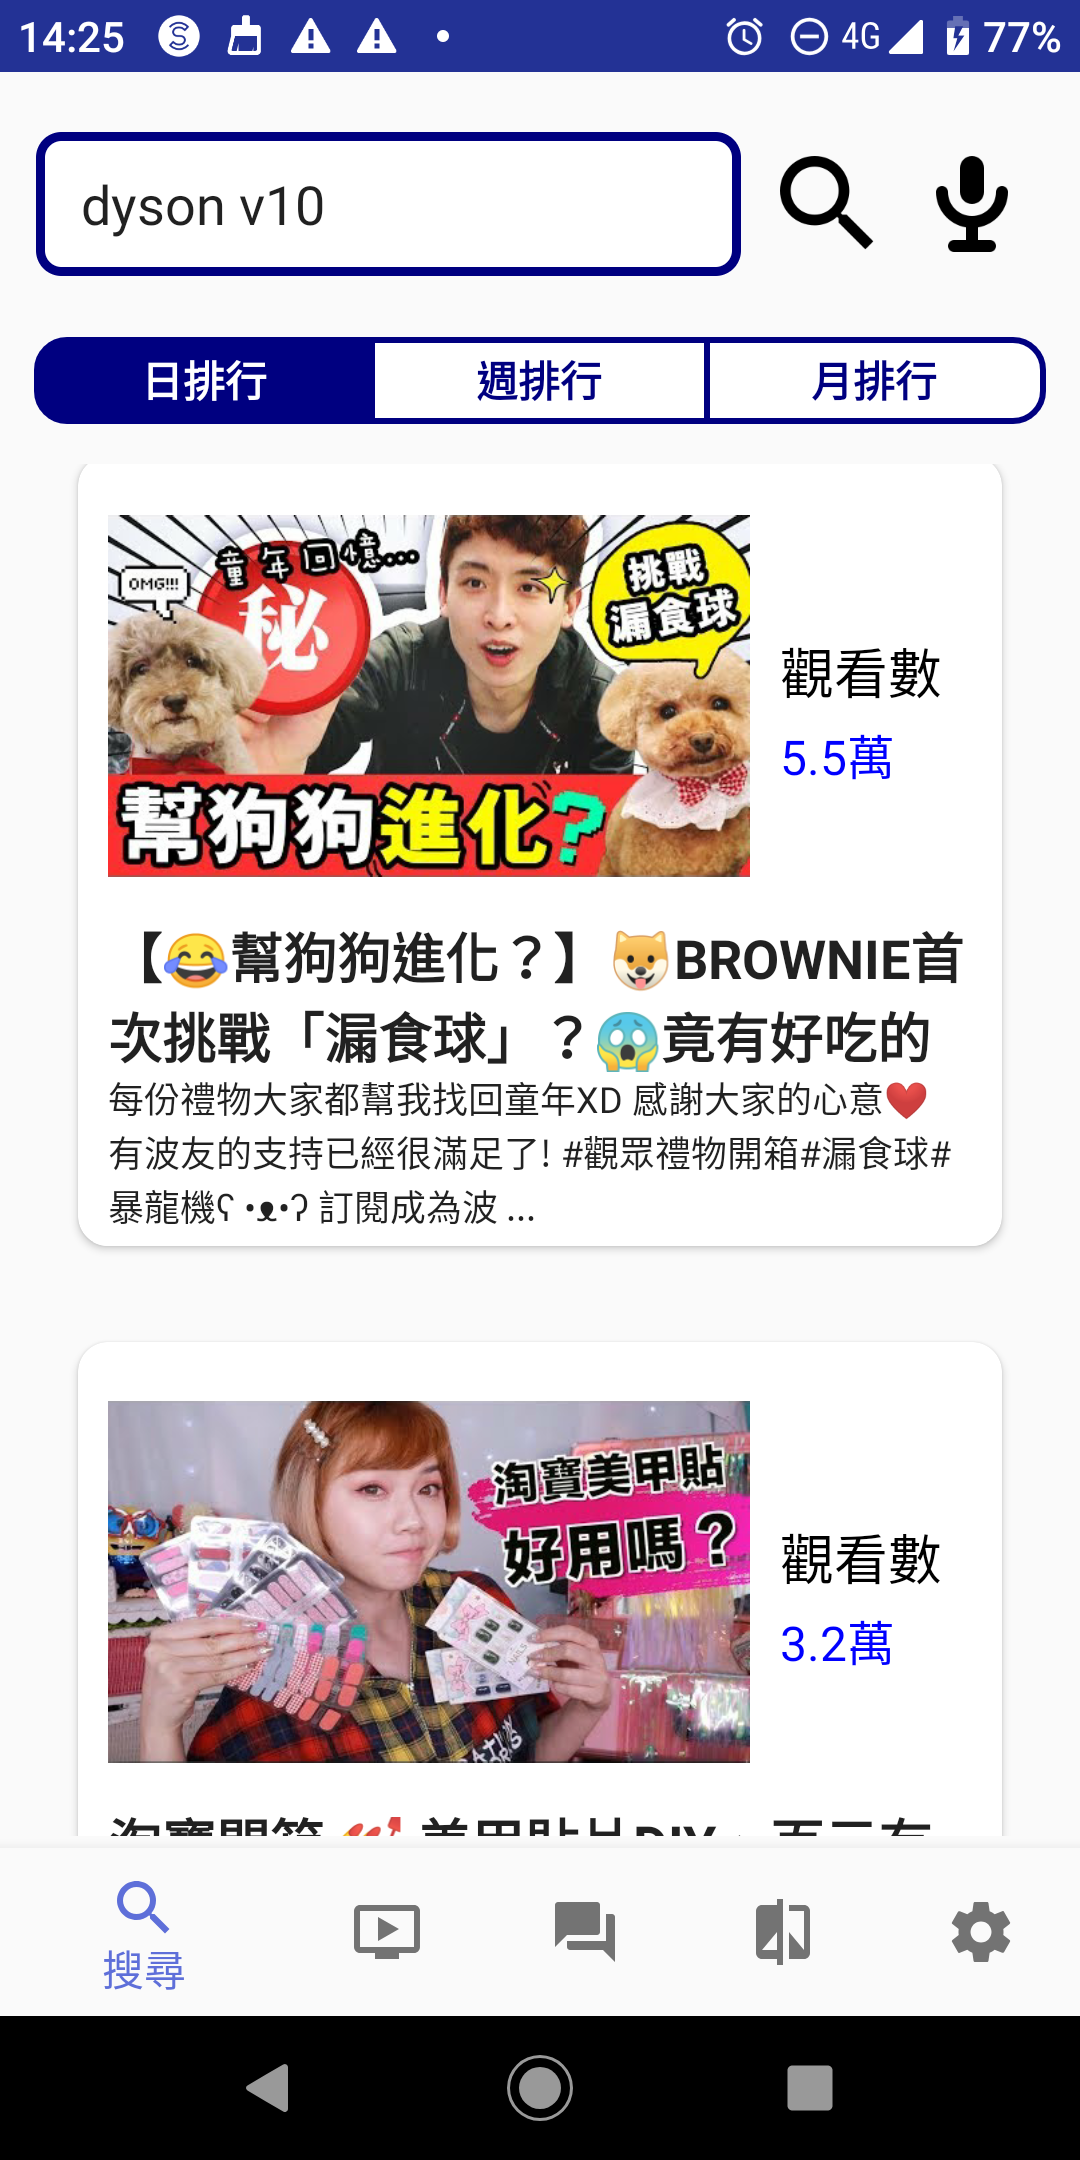 14:25
4G
77%
dyson v10
日排行
週排行
月排行
童年回憶...
OMG!!!
秘
挑戰
漏食球
幫狗狗進化?
觀看數
5.5萬
【😂幫狗狗進化？】🐶BROWNIE首
次挑戰「漏食球」？😱竟有好吃的
每份禮物大家都幫我找回童年XD 感謝大家的心意❤️
有波友的支持已經很滿足了! #觀眾禮物開箱#漏食球#
暴龍機ʕ •ᴥ•ʔ 訂閱成為波 ...
淘寶美甲貼
好用嗎？
觀看數
3.2萬
搜尋